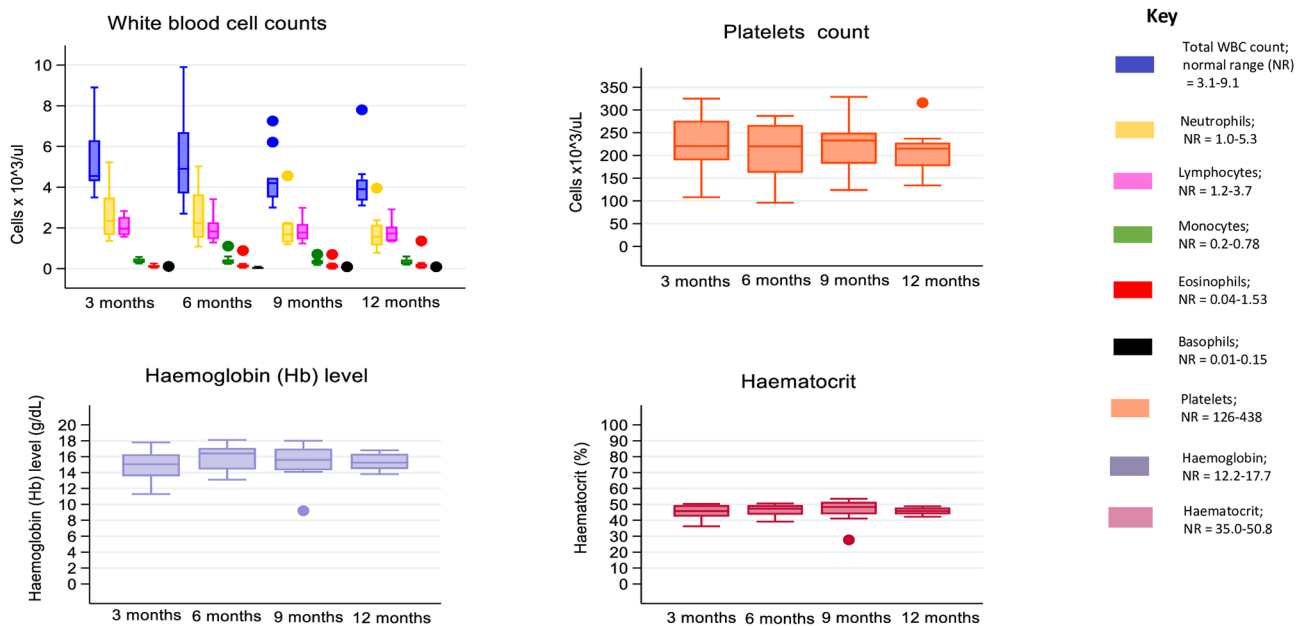 White blood cell counts
Cells x 10^3/ul
10
8
6
4
2
0
3 months
6 months
9 months
12 months
Platelets count
Cells x10^3/uL
350
300
250
200
150
100
50
0
3 months
6 months
9 months
12 months
Haemoglobin (Hb) level
Haemoglobin (Hb) level (g/dL)
20
18
16
14
12
10
8
6
4
2
0
3 months
6 months
9 months
12 months
Haematocrit
Haematocrit (%)
100
90
80
70
60
50
40
30
20
10
0
3 months
6 months
9 months
12 months
Key
Total WBC count;
normal range (NR)
= 3.1-9.1
Neutrophils;
NR = 1.0-5.3
Lymphocytes;
NR = 1.2-3.7
Monocytes;
NR = 0.2-0.78
Eosinophils;
NR = 0.04-1.53
Basophils;
NR = 0.01-0.15
Platelets;
NR = 126-438
Haemoglobin;
NR = 12.2-17.7
Haematocrit;
NR = 35.0-50.8